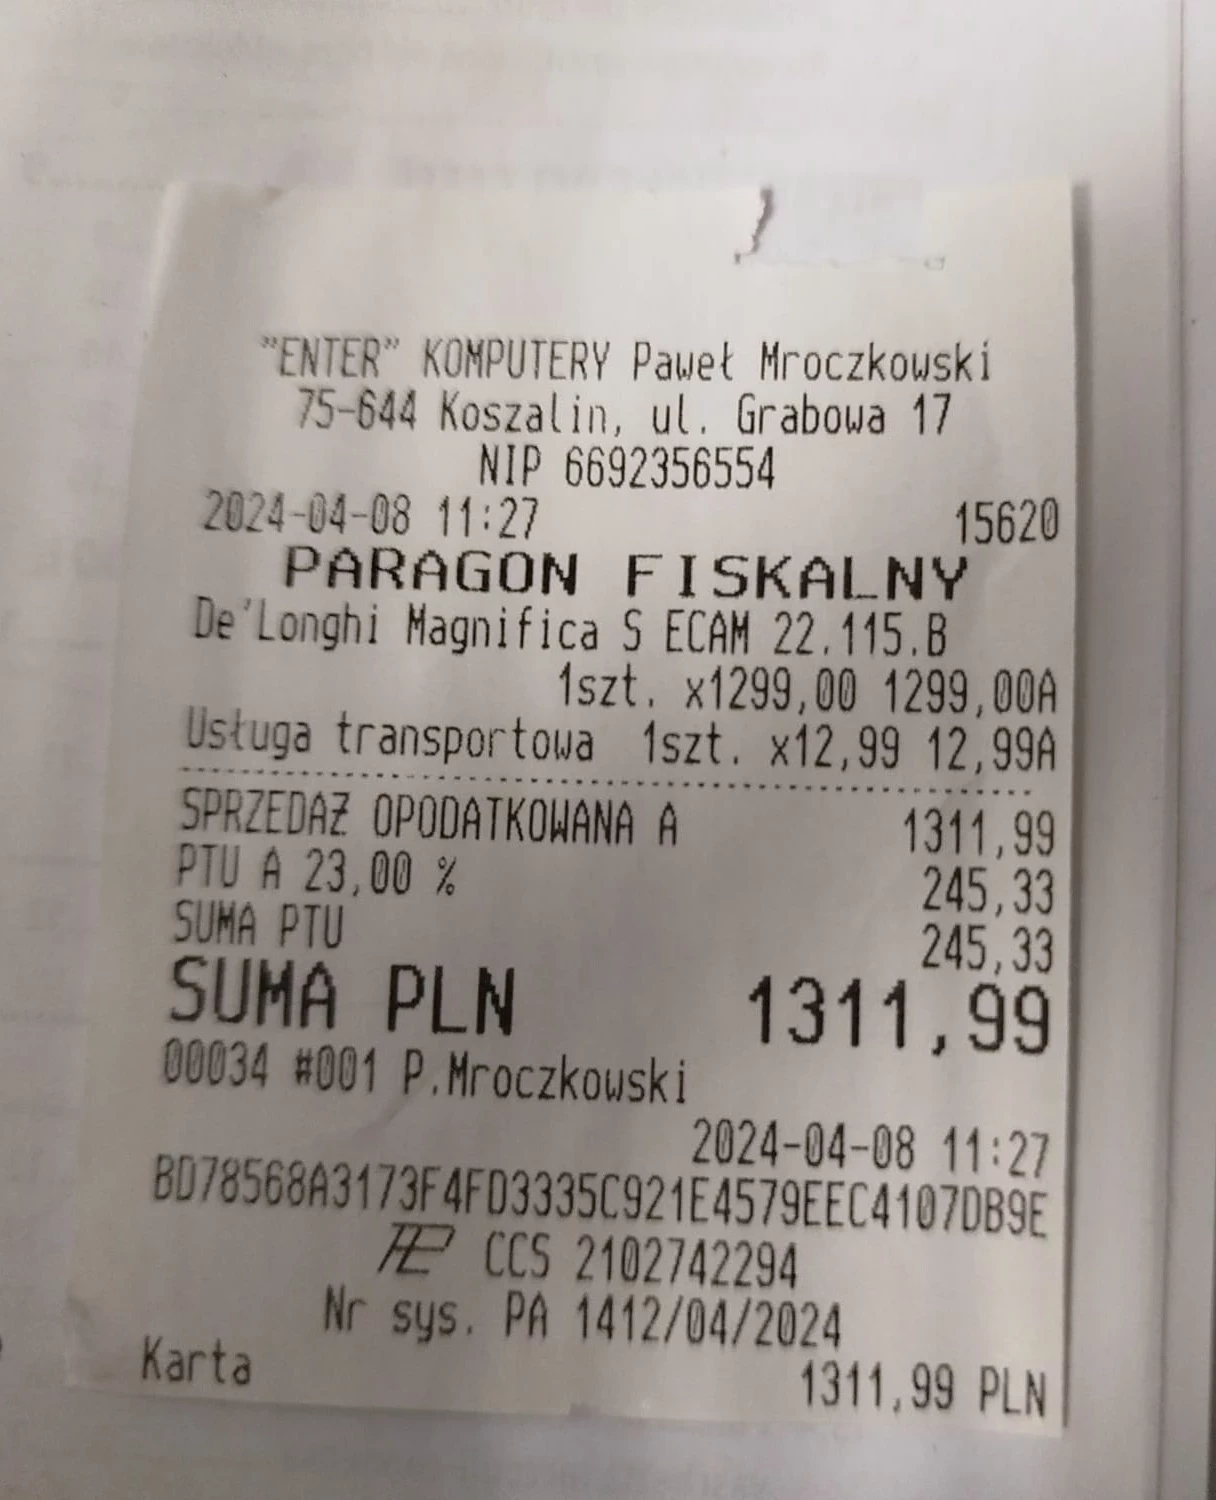 "ENTER" KOMPUTERY Paweł Mroczkowski
75-644 Koszalin, ul. Grabowa 17
NIP 6692356554
2024-04-08 11:27 15620
PARAGON FISKALNY
De'Longhi Magnifica S ECAM 22.115.B
1szt. x1299,00 1299,00A
Usługa transportowa 1szt. x12,99 12,99A
SPRZEDAŻ OPODATKOWANA A 1311,99
PTU A 23,00 % 245,33
SUMA PTU 245,33
SUMA PLN 1311,99
00034 #001 P.Mroczkowski
2024-04-08 11:27
BD78568A3173F4FD3335C921E4579EEC4107DB9E
CCS 2102742294
Nr sys. PA 1412/04/2024
Karta 1311,99 PLN